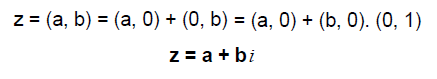 z = (a, b) = (a, 0) + (0, b) = (a, 0) + (b, 0). (0, 1)
z = a + bi